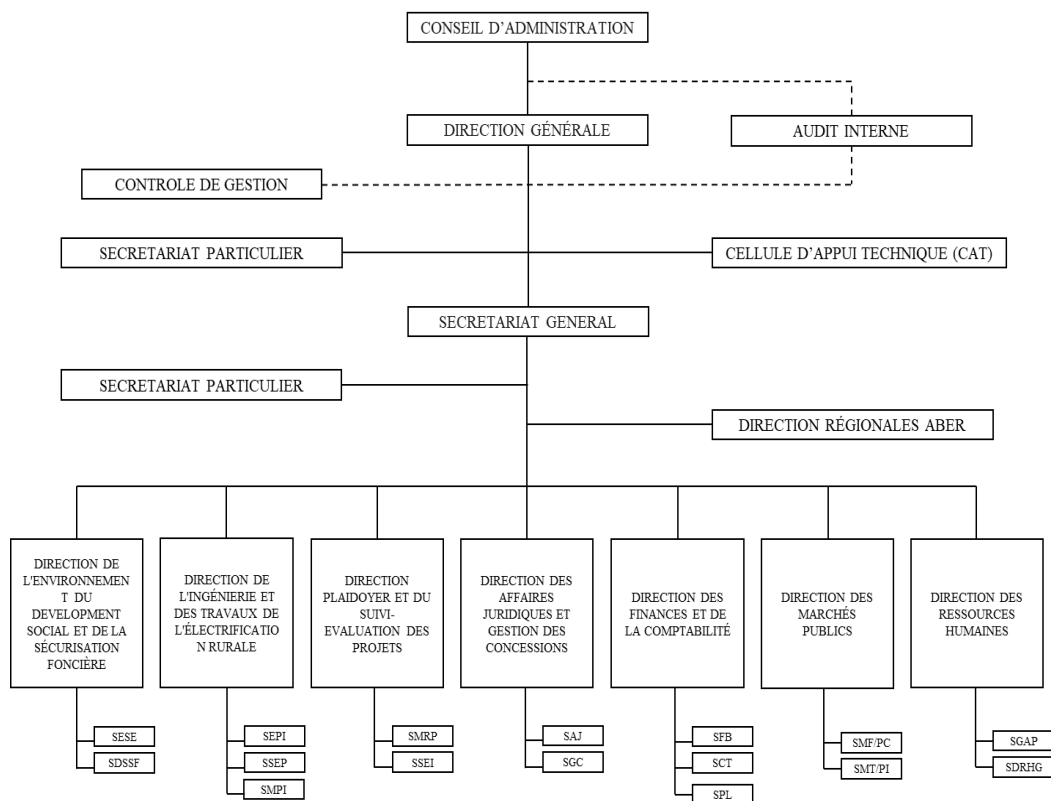 CONSEIL D'ADMINISTRATION
DIRECTION GÉNÉRALE
AUDIT INTERNE
CONTROLE DE GESTION
SECRETARIAT PARTICULIER
CELLULE D'APPUI TECHNIQUE (CAT)
SECRETARIAT GENERAL
SECRETARIAT PARTICULIER
DIRECTION RÉGIONALES ABER
DIRECTION DE
L'ENVIRONNEMEN
T DU
DEVELOPMENT
SOCIAL ET DE LA
SÉCURISATION
FONCIÈRE
DIRECTION DE
L'INGÉNIERIE ET
DES TRAVAUX DE
L'ÉLECTRIFICATIO
N RURALE
DIRECTION
PLAIDOYER ET DU
SUIVI-
EVALUATION DES
PROJETS
DIRECTION DES
AFFAIRES
JURIDIQUES ET
GESTION DES
CONCESSIONS
DIRECTION DES
FINANCES ET DE
LA COMPTABILITÉ
DIRECTION DES
MARCHÉS
PUBLICS
DIRECTION DES
RESSOURCES
HUMAINES
SESE
SDSSF
SEPI
SSEP
SMPI
SMRP
SSEI
SAJ
SGC
SFB
SCT
SPL
SMF/PC
SMT/PI
SGAP
SDRHG